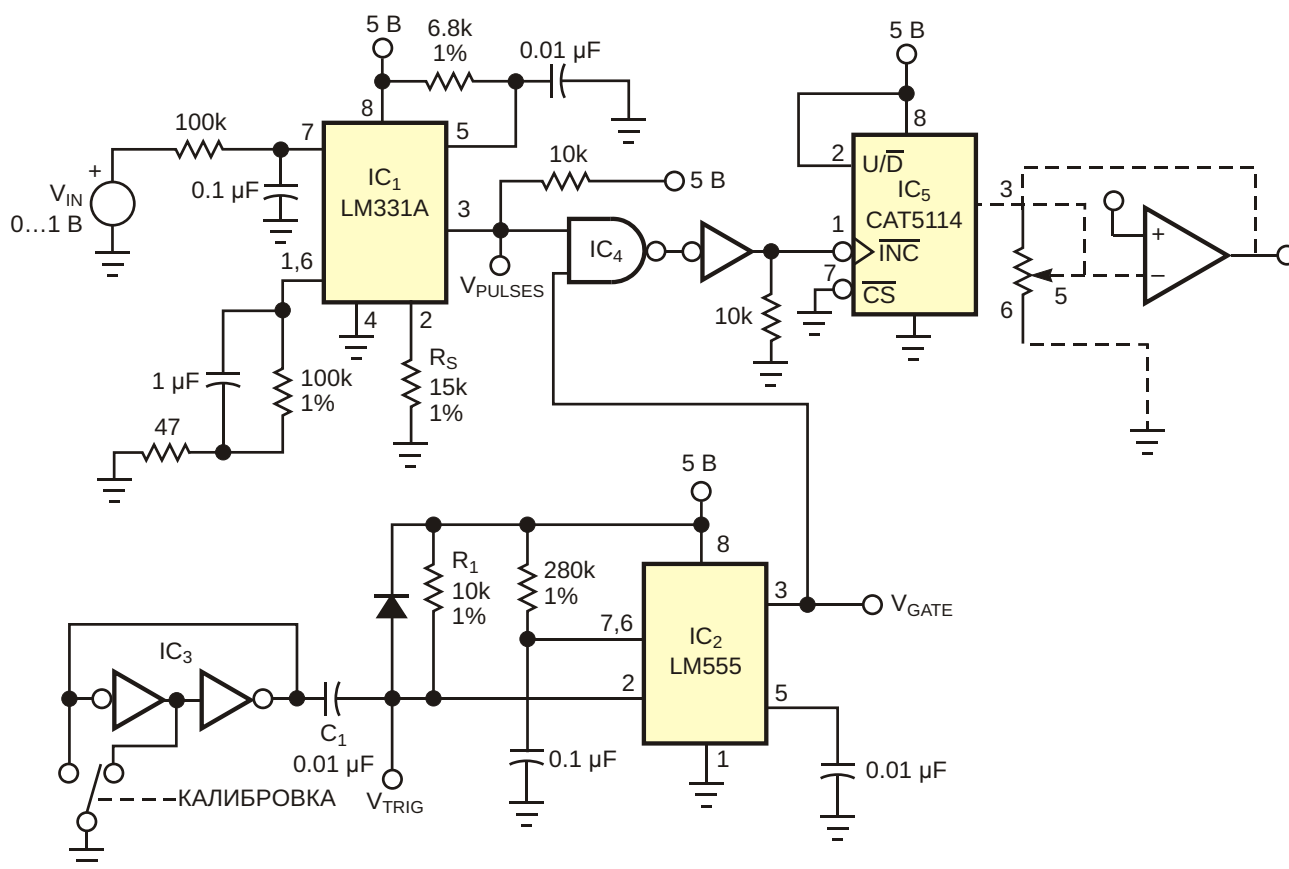 5 В
6.8k
1%
0.01 µF
8
100k
7
5
+
V_IN
0…1 В
0.1 µF
IC1
LM331A
3
10k
5 В
1,6
V_PULSES
4
2
IC4
1 µF
100k
1%
47
R_S
15k
1%
10k
5 В
8
2
U/D̅
IC5
CAT5114
1
I̅N̅C̅
7
C̅S̅
3
6
5
+
–
5 В
8
R1
10k
1%
280k
1%
7,6
IC2
LM555
3
V_GATE
2
5
1
IC3
C1
0.01 µF
V_TRIG
0.1 µF
0.01 µF
КАЛИБРОВКА